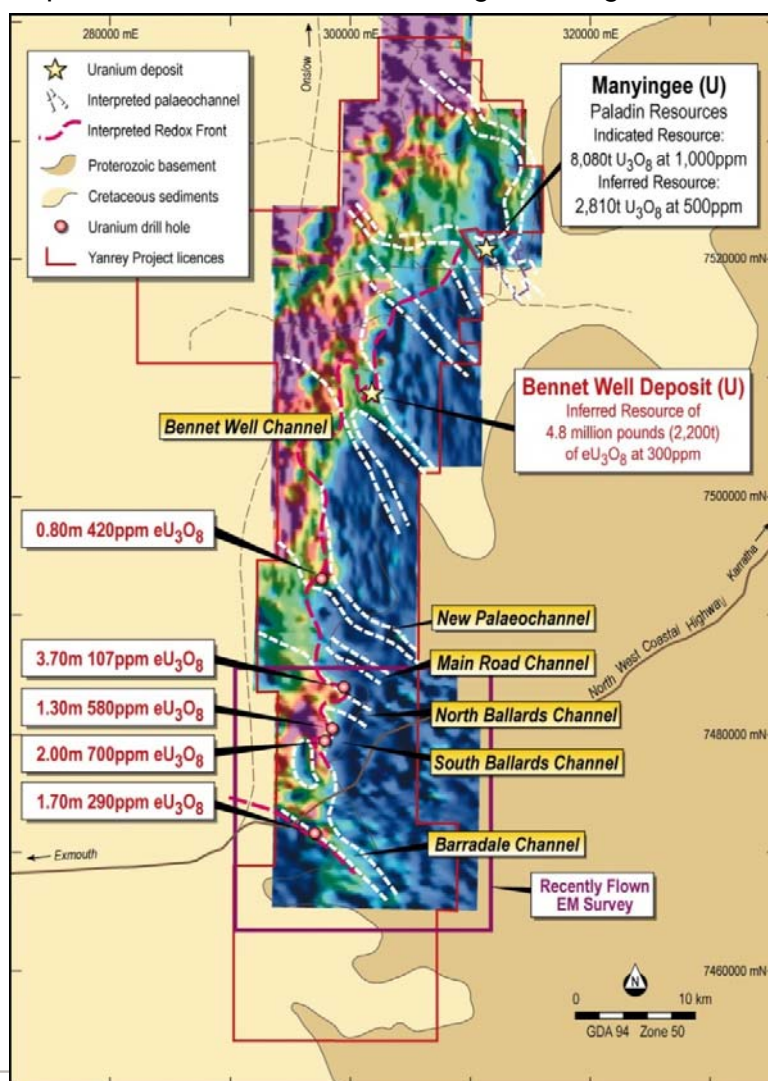 280000 mE
300000 mE
320000 mE
Onslow
Uranium deposit
Interpreted palaeochannel
Interpreted Redox Front
Proterozoic basement
Cretaceous sediments
Uranium drill hole
Yanrey Project licences
Manyingee (U)
Paladin Resources
Indicated Resource:
8,080t U₃O₈ at 1,000ppm
Inferred Resource:
2,810t U₃O₈ at 500ppm
7520000 mN
Bennet Well Deposit (U)
Inferred Resource of
4.8 million pounds (2,200t)
of eU₃O₈ at 300ppm
Bennet Well Channel
7500000 mN
0.80m 420ppm eU₃O₈
Karratha
North West Coastal Highway
New Palaeochannel
3.70m 107ppm eU₃O₈
Main Road Channel
1.30m 580ppm eU₃O₈
North Ballards Channel
7480000 mN
2.00m 700ppm eU₃O₈
South Ballards Channel
1.70m 290ppm eU₃O₈
Barradale Channel
Exmouth
Recently Flown
EM Survey
7460000 mN
N
0 10 km
GDA 94 Zone 50